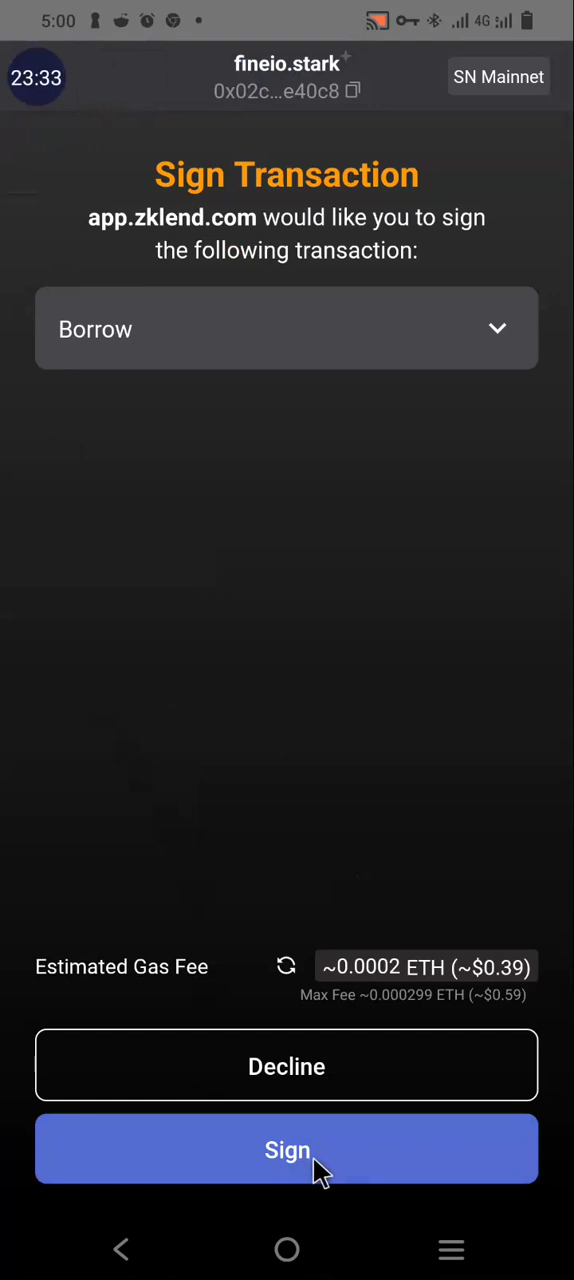 5:00
4G
23:33
fineio.stark
0x02c...e40c8
SN Mainnet
Sign Transaction
app.zklend.com would like you to sign
the following transaction:
Borrow
Estimated Gas Fee
~0.0002 ETH (~$0.39)
Max Fee ~0.000299 ETH (~$0.59)
Decline
Sign